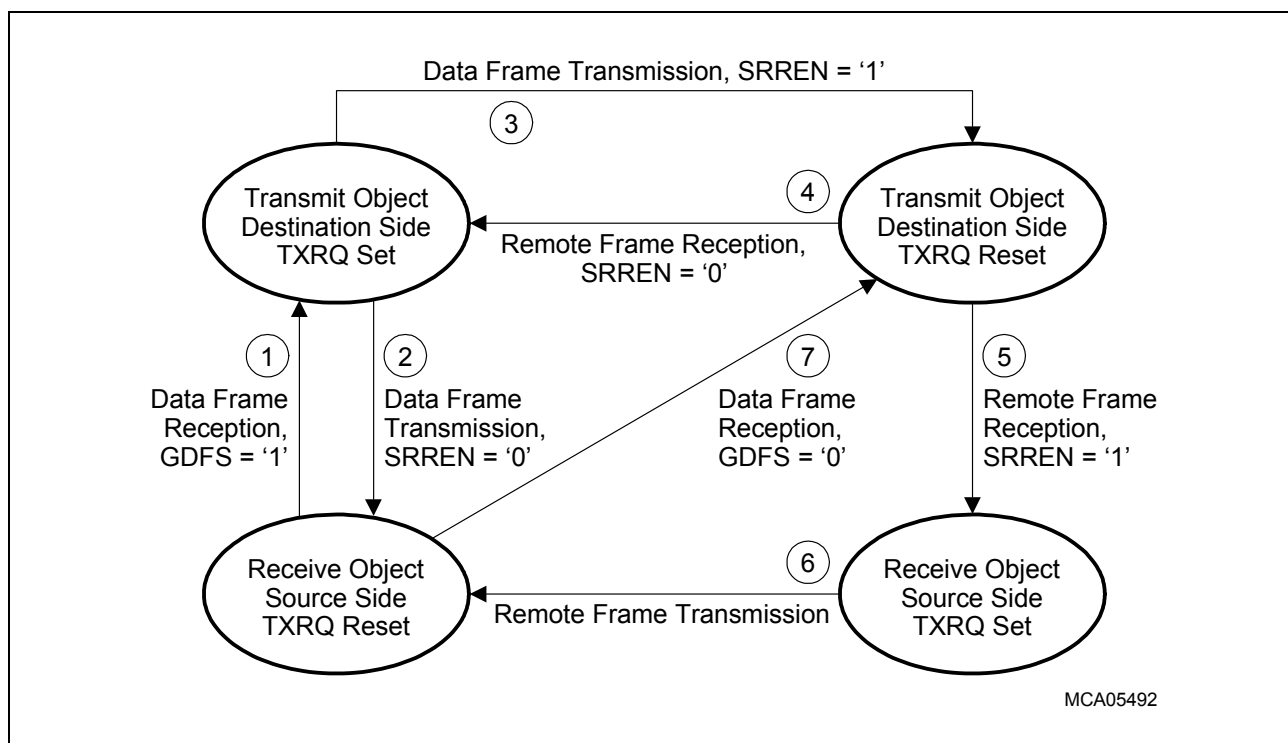 Data Frame Transmission, SRREN = ‘1’
3
Transmit Object
Destination Side
TXRQ Set
4
Remote Frame Reception,
SRREN = ‘0’
Transmit Object
Destination Side
TXRQ Reset
1
Data Frame
Reception,
GDFS = ‘1’
2
Data Frame
Transmission,
SRREN = ‘0’
7
Data Frame
Reception,
GDFS = ‘0’
5
Remote Frame
Reception,
SRREN = ‘1’
Receive Object
Source Side
TXRQ Reset
6
Remote Frame Transmission
Receive Object
Source Side
TXRQ Set
MCA05492